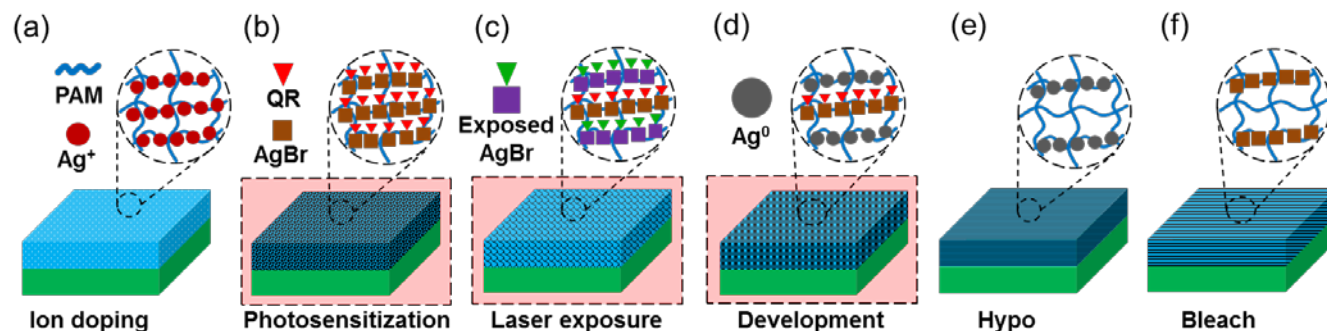 (a) (b) (c) (d) (e) (f)
PAM
Ag⁺
QR
AgBr
Exposed
AgBr
Ag⁰
Ion doping
Photosensitization
Laser exposure
Development
Hypo
Bleach